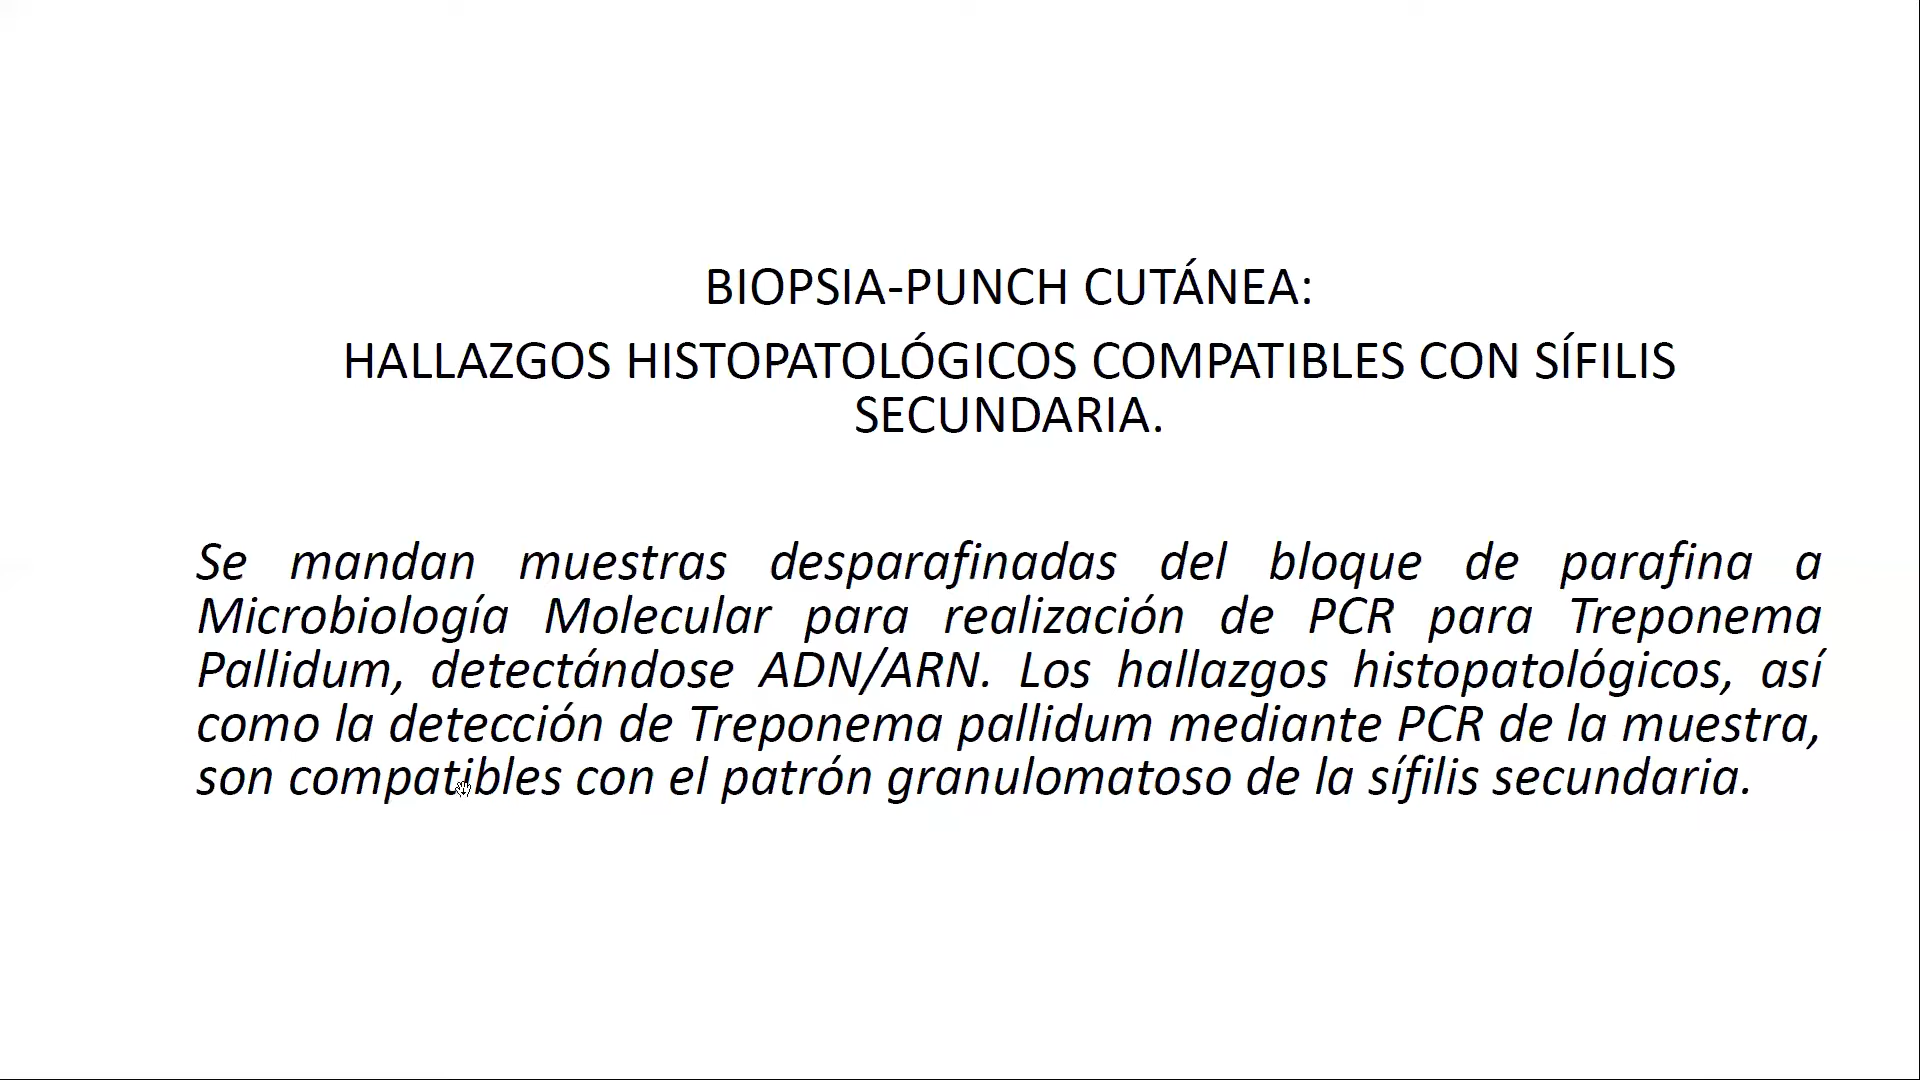 BIOPSIA-PUNCH CUTÁNEA:
HALLAZGOS HISTOPATOLÓGICOS COMPATIBLES CON SÍFILIS
SECUNDARIA.
Se mandan muestras desparafinadas del bloque de parafina a
Microbiología Molecular para realización de PCR para Treponema
Pallidum, detectándose ADN/ARN. Los hallazgos histopatológicos, así
como la detección de Treponema pallidum mediante PCR de la muestra,
son compatibles con el patrón granulomatoso de la sífilis secundaria.